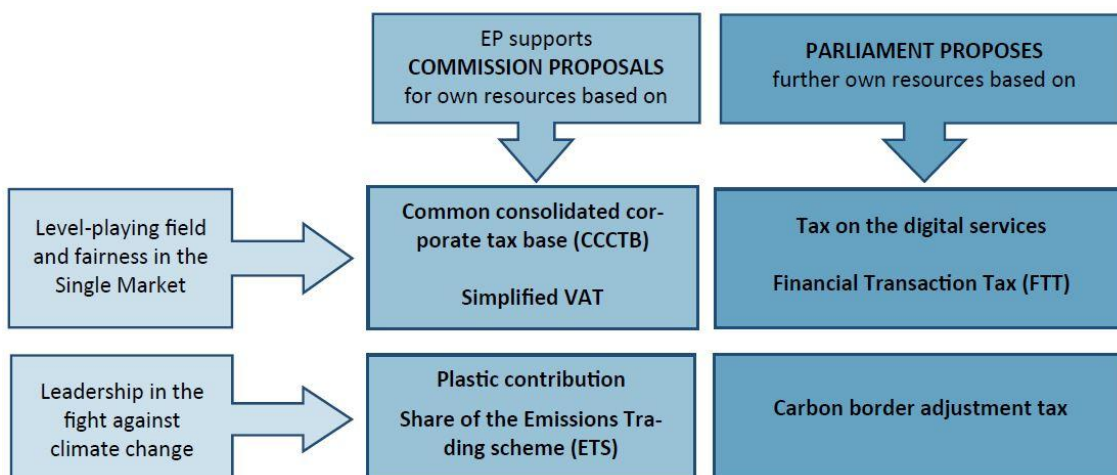 EP supports
COMMISSION PROPOSALS
for own resources based on
PARLIAMENT PROPOSES
further own resources based on
Level-playing field
and fairness in the
Single Market
Common consolidated cor-
porate tax base (CCCTB)
Simplified VAT
Tax on the digital services
Financial Transaction Tax (FTT)
Leadership in the
fight against
climate change
Plastic contribution
Share of the Emissions Tra-
ding scheme (ETS)
Carbon border adjustment tax